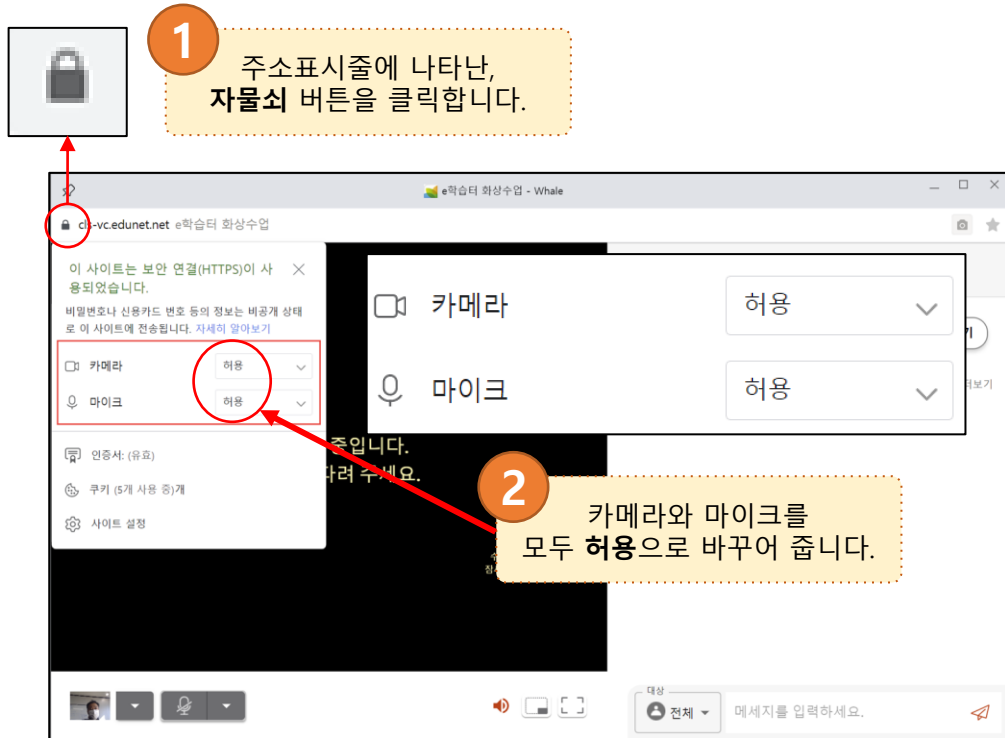 1
주소표시줄에 나타난,
자물쇠 버튼을 클릭합니다.
e학습터 화상수업 - Whale
cls-vc.edunet.net e학습터 화상수업
이 사이트는 보안 연결(HTTPS)이 사
용되었습니다.
비밀번호나 신용카드 번호 등의 정보는 비공개 상태
로 이 사이트에 전송됩니다. 자세히 알아보기
카메라 허용
마이크 허용
인증서: (유효)
쿠키 (5개 사용 중)개
사이트 설정
카메라 허용
마이크 허용
중입니다.
주세요.
2
카메라와 마이크를
모두 허용으로 바꾸어 줍니다.
대상
전체
메세지를 입력하세요.